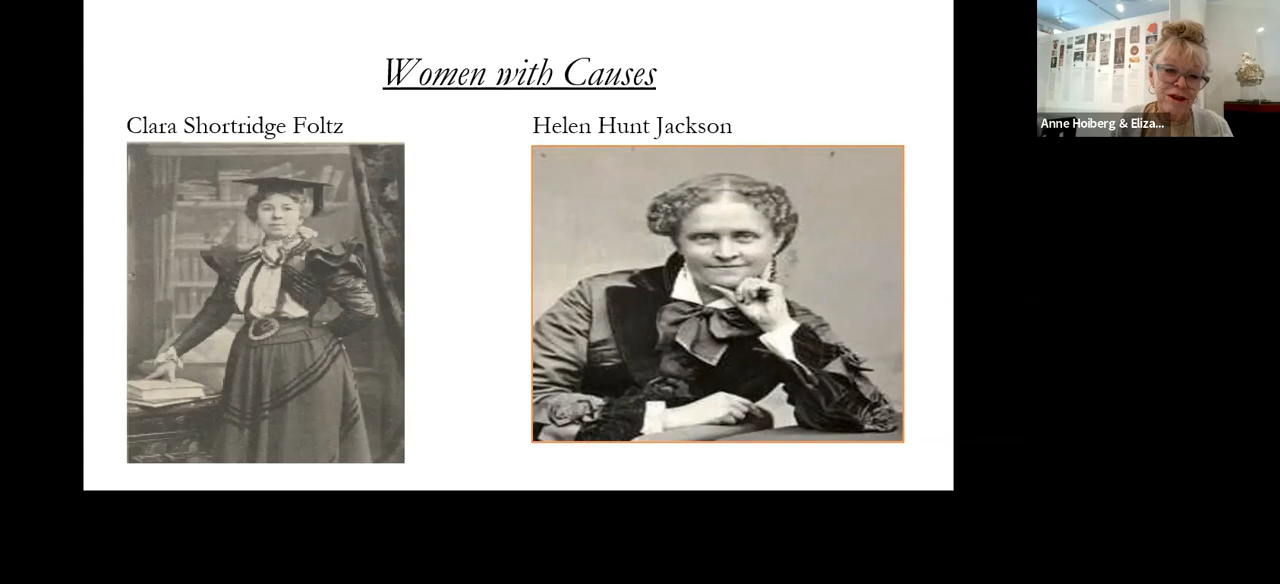 Women with Causes
Clara Shortridge Foltz
Helen Hunt Jackson
Anne Hoiberg & Eliza...